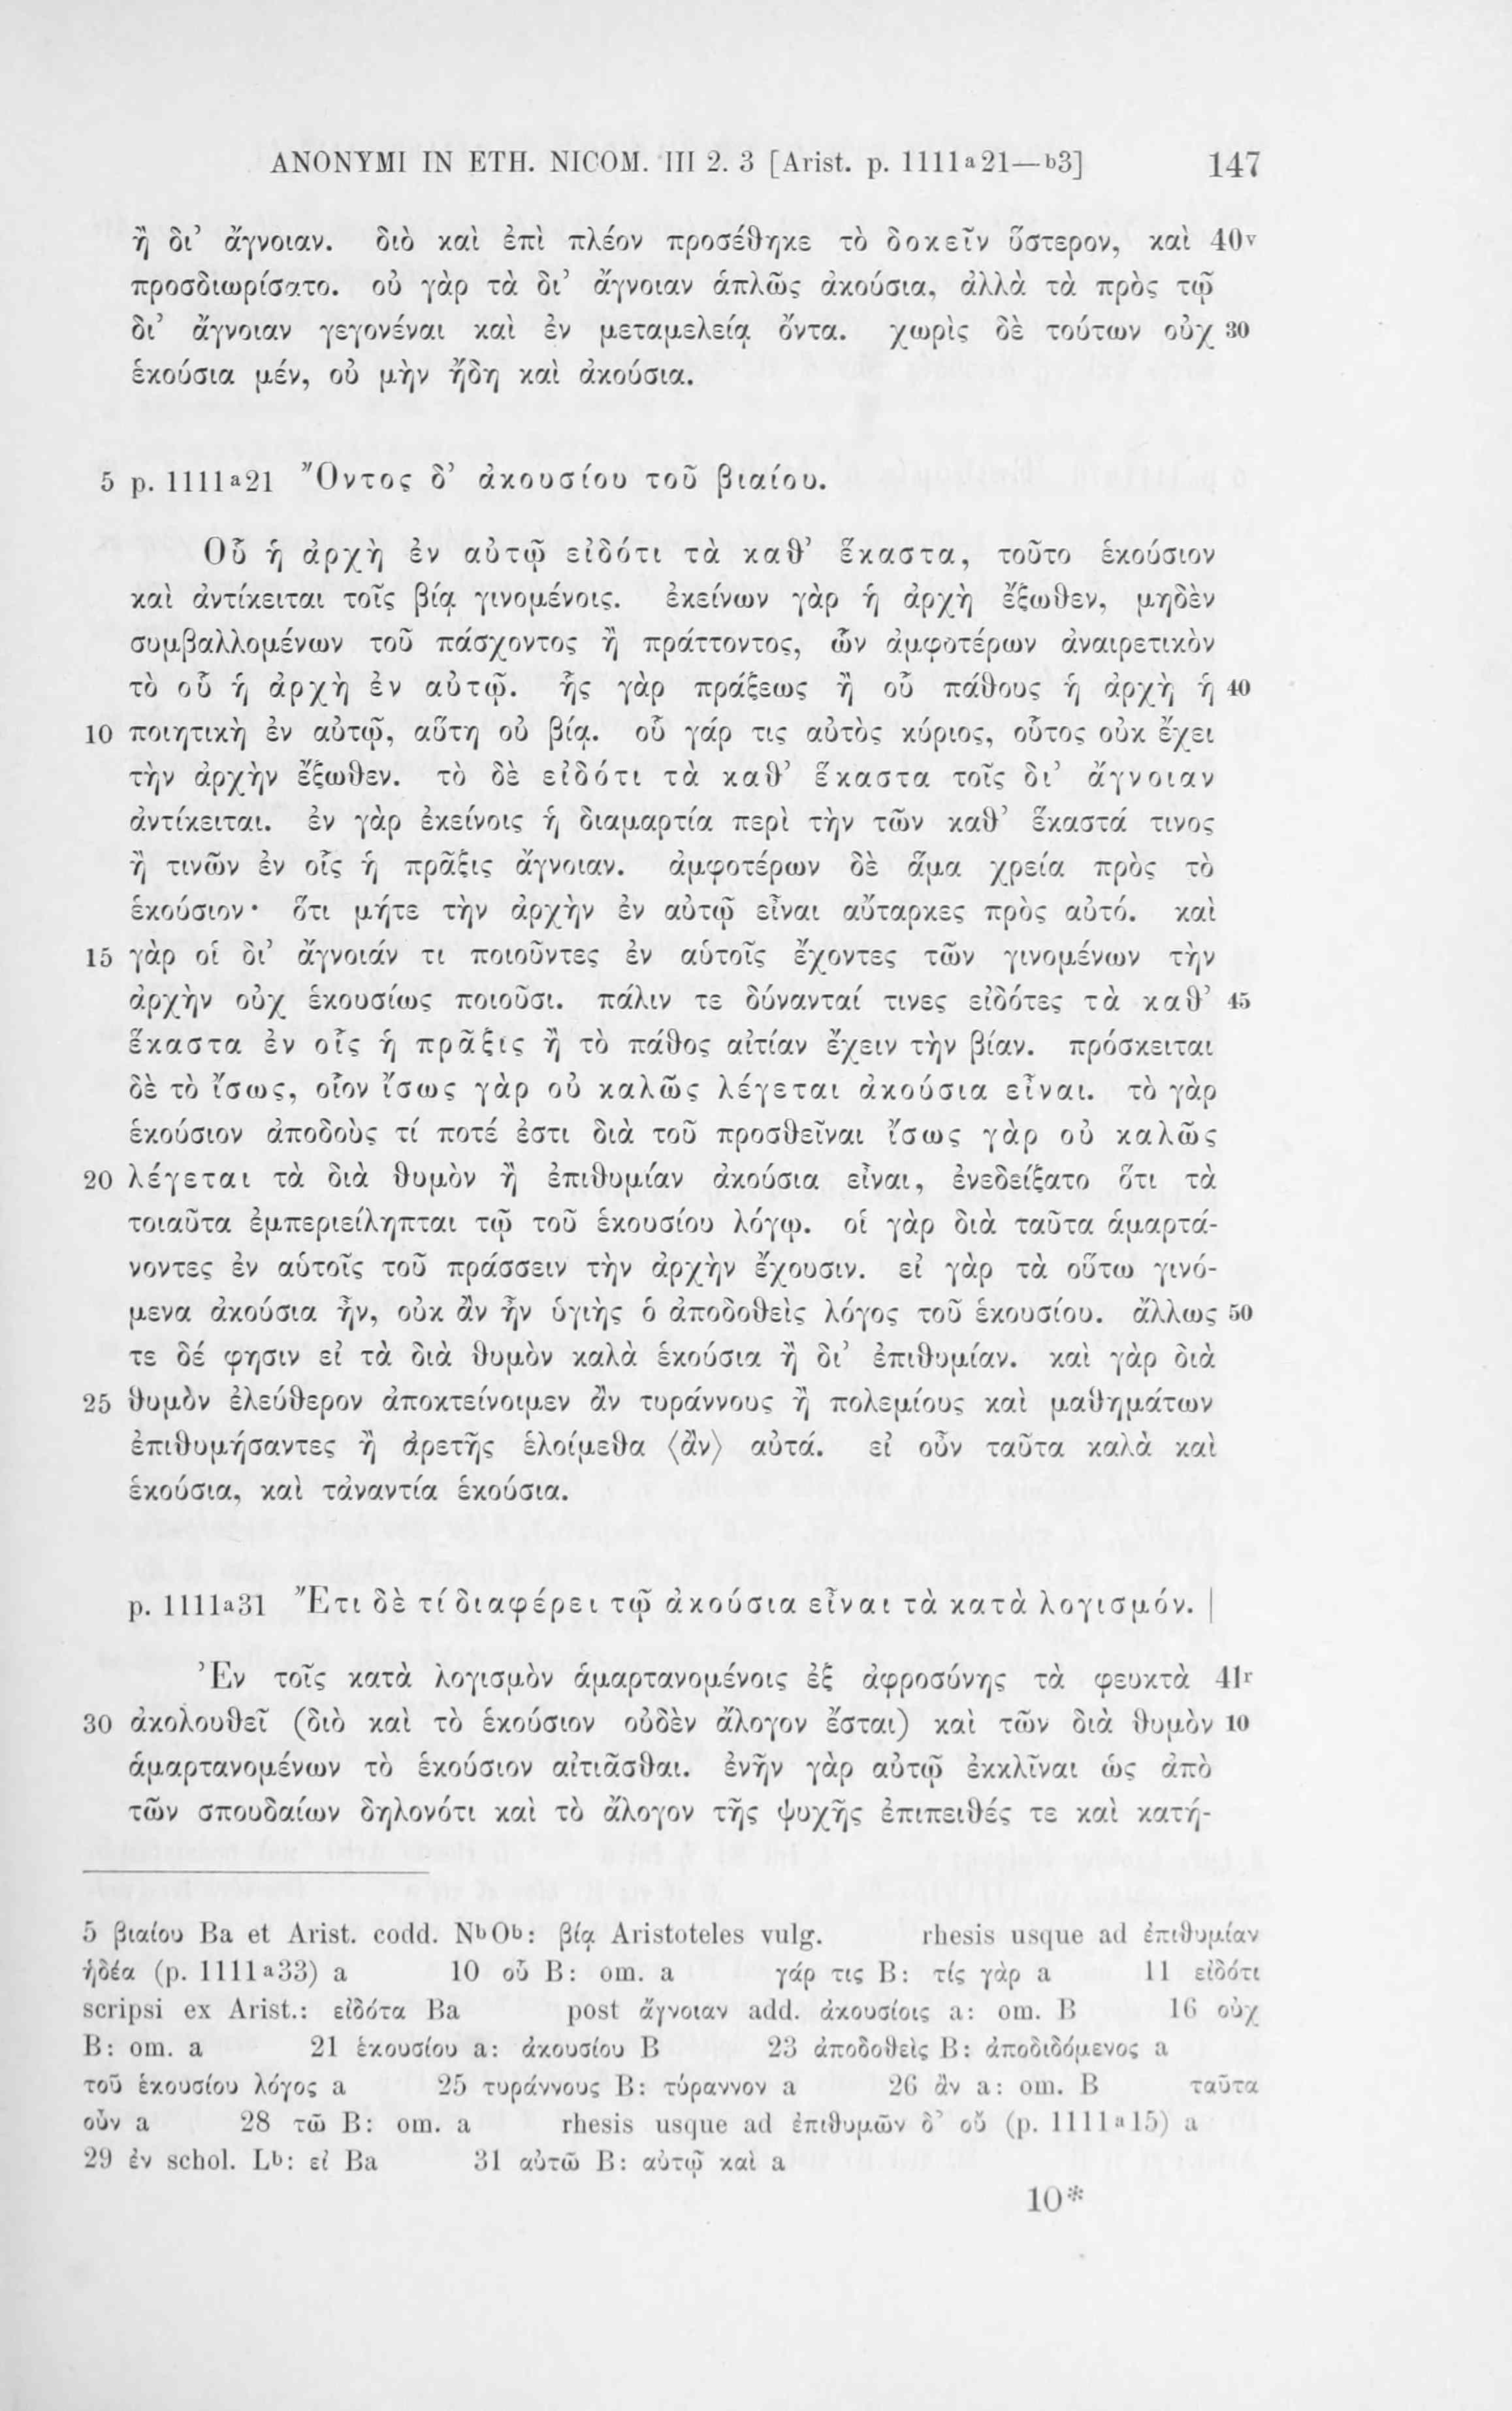 ANONYMI IN ETH. NICOM. III 2. 3 [Arist. p. 1111a21—b3] 147
ἢ δι’ ἄγνοιαν. διὸ καὶ ἐπὶ πλέον προσέθηκε τὸ δοκεῖν ὕστερον, καὶ 40v
προσδιωρίσατο. οὐ γὰρ τὰ δι’ ἄγνοιαν ἁπλῶς ἀκούσια, ἀλλὰ τὰ πρὸς τῷ
δι’ ἄγνοιαν γεγονέναι καὶ ἐν μεταμελείᾳ ὄντα. χωρὶς δὲ τούτων οὐχ 30
ἑκούσια μέν, οὐ μὴν ἤδη καὶ ἀκούσια.
5 p. 1111a21 Ὄντος δ’ ἀκουσίου τοῦ βιαίου.
Οὗ ἡ ἀρχὴ ἐν αὐτῷ εἰδότι τὰ καθ’ ἕκαστα, τοῦτο ἑκούσιον
καὶ ἀντίκειται τοῖς βίᾳ γινομένοις. ἐκείνων γὰρ ἡ ἀρχὴ ἔξωθεν, μηδὲν
συμβαλλομένων τοῦ πάσχοντος ἢ πράττοντος, ὧν ἀμφοτέρων ἀναιρετικὸν
τὸ οὗ ἡ ἀρχὴ ἐν αὐτῷ. ἧς γὰρ πράξεως ἢ οὗ πάθους ἡ ἀρχὴ ἡ 40
10 ποιητικὴ ἐν αὐτῷ, αὕτη οὐ βίᾳ. οὗ γάρ τις αὐτὸς κύριος, οὗτος οὐκ ἔχει
τὴν ἀρχὴν ἔξωθεν. τὸ δὲ εἰδότι τὰ καθ’ ἕκαστα τοῖς δι’ ἄγνοιαν
ἀντίκειται. ἐν γὰρ ἐκείνοις ἡ διαμαρτία περὶ τὴν τῶν καθ’ ἕκαστά τινος
ἢ τινῶν ἐν οἷς ἡ πρᾶξις ἄγνοιαν. ἀμφοτέρων δὲ ἅμα χρεία πρὸς τὸ
ἑκούσιον· ὅτι μήτε τὴν ἀρχὴν ἐν αὐτῷ εἶναι αὔταρκες πρὸς αὐτό. καὶ
15 γὰρ οἱ δι’ ἄγνοιάν τι ποιοῦντες ἐν αὑτοῖς ἔχοντες τῶν γινομένων τὴν
ἀρχὴν οὐχ ἑκουσίως ποιοῦσι. πάλιν τε δύνανταί τινες εἰδότες τὰ καθ’ 45
ἕκαστα ἐν οἷς ἡ πρᾶξις ἢ τὸ πάθος αἰτίαν ἔχειν τὴν βίαν. πρόσκειται
δὲ τὸ ἴσως, οἷον ἴσως γὰρ οὐ καλῶς λέγεται ἀκούσια εἶναι. τὸ γὰρ
ἑκούσιον ἀποδοὺς τί ποτέ ἐστι διὰ τοῦ προσθεῖναι ἴσως γὰρ οὐ καλῶς
20 λέγεται τὰ διὰ θυμὸν ἢ ἐπιθυμίαν ἀκούσια εἶναι, ἐνεδείξατο ὅτι τὰ
τοιαῦτα ἐμπεριείληπται τῷ τοῦ ἑκουσίου λόγῳ. οἱ γὰρ διὰ ταῦτα ἁμαρτά-
νοντες ἐν αὑτοῖς τοῦ πράσσειν τὴν ἀρχὴν ἔχουσιν. εἰ γὰρ τὰ οὕτω γινό-
μενα ἀκούσια ἦν, οὐκ ἂν ἦν ὑγιὴς ὁ ἀποδοθεὶς λόγος τοῦ ἑκουσίου. ἄλλως 50
τε δέ φησιν εἰ τὰ διὰ θυμὸν καλὰ ἑκούσια ἢ δι’ ἐπιθυμίαν. καὶ γὰρ διὰ
25 θυμὸν ἐλεύθερον ἀποκτείνοιμεν ἂν τυράννους ἢ πολεμίους καὶ μαθημάτων
ἐπιθυμήσαντες ἢ ἀρετῆς ἑλοίμεθα ⟨ἂν⟩ αὐτά. εἰ οὖν ταῦτα καλὰ καὶ
ἑκούσια, καὶ τἀναντία ἑκούσια.
p. 1111a31 Ἔτι δὲ τί διαφέρει τῷ ἀκούσια εἶναι τὰ κατὰ λογισμόν. |
Ἐν τοῖς κατὰ λογισμὸν ἁμαρτανομένοις ἐξ ἀφροσύνης τὰ φευκτὰ 41r
30 ἀκολουθεῖ (διὸ καὶ τὸ ἑκούσιον οὐδὲν ἄλογον ἔσται) καὶ τῶν διὰ θυμὸν 10
ἁμαρτανομένων τὸ ἑκούσιον αἰτιᾶσθαι. ἐνῆν γὰρ αὐτῷ ἐκκλῖναι ὡς ἀπὸ
τῶν σπουδαίων δηλονότι καὶ τὸ ἄλογον τῆς ψυχῆς ἐπιπειθές τε καὶ κατή-
5 βιαίου Ba et Arist. codd. NbOb: βίᾳ Aristoteles vulg. rhesis usque ad ἐπιθυμίαν
ἡδέα (p. 1111a33) a 10 οὗ B: om. a γάρ τις B: τίς γὰρ a 11 εἰδότι
scripsi ex Arist.: εἰδότα Ba post ἄγνοιαν add. ἀκουσίοις a: om. B 16 οὐχ
B: om. a 21 ἑκουσίου a: ἀκουσίου B 23 ἀποδοθεὶς B: ἀποδιδόμενος a
τοῦ ἑκουσίου λόγος a 25 τυράννους B: τύραννον a 26 ἂν a: om. B ταῦτα
οὖν a 28 τῶ B: om. a rhesis usque ad ἐπιθυμῶν δ’ οὔ (p. 1111a15) a
29 ἐν schol. Lb: εἰ Ba 31 αὐτῶ B: αὐτῷ καὶ a
10*